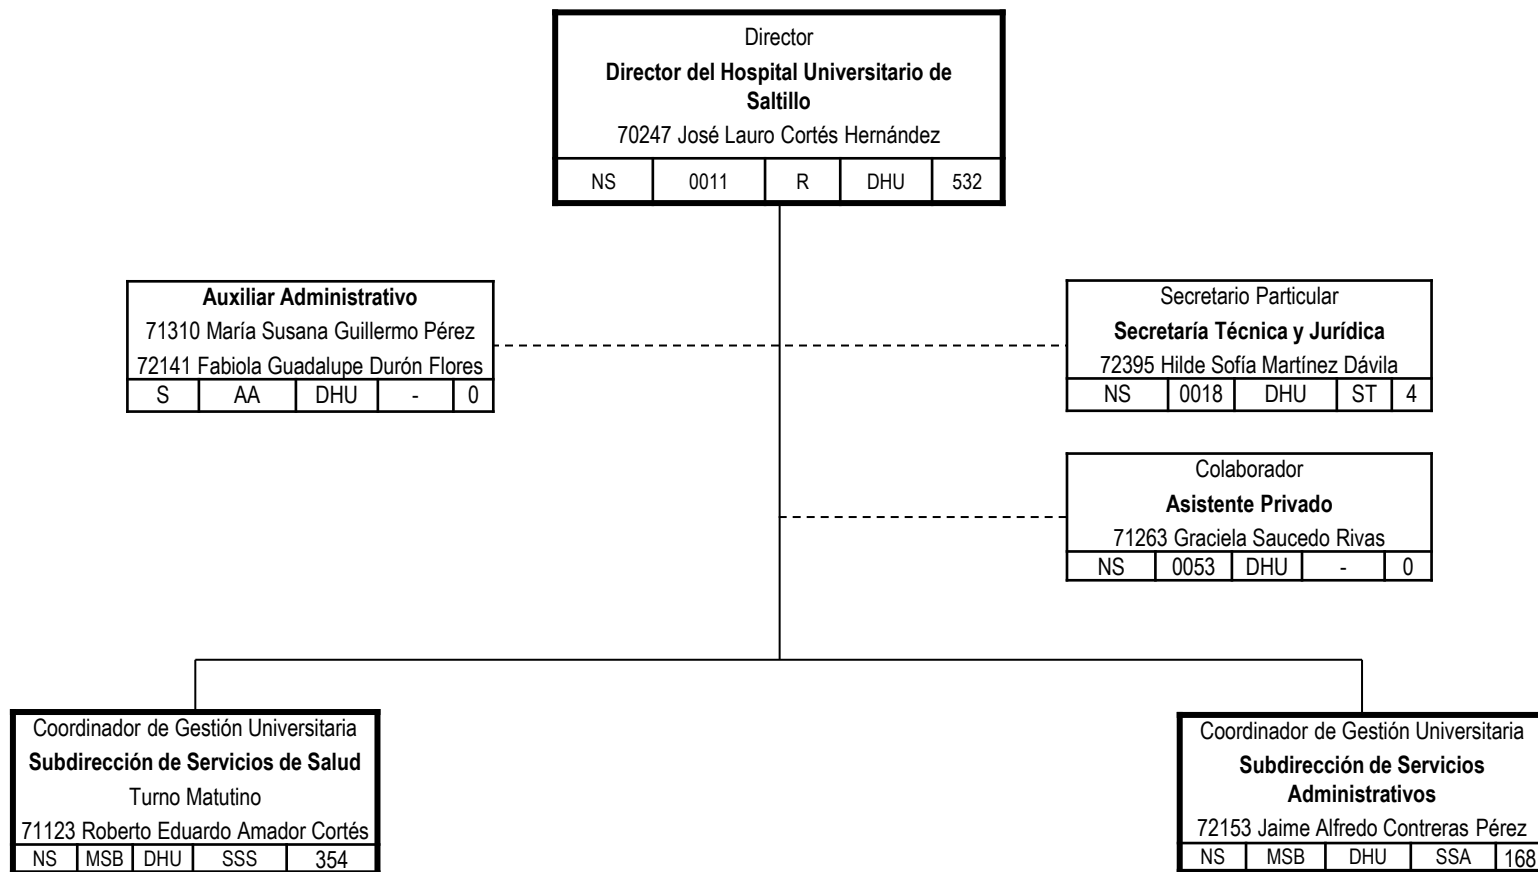 Director
Director del Hospital Universitario de
Saltillo
70247 José Lauro Cortés Hernández
NS 0011 R DHU 532
Auxiliar Administrativo
71310 María Susana Guillermo Pérez
72141 Fabiola Guadalupe Durón Flores
S AA DHU - 0
Secretario Particular
Secretaría Técnica y Jurídica
72395 Hilde Sofía Martínez Dávila
NS 0018 DHU ST 4
Colaborador
Asistente Privado
71263 Graciela Saucedo Rivas
NS 0053 DHU - 0
Coordinador de Gestión Universitaria
Subdirección de Servicios de Salud
Turno Matutino
71123 Roberto Eduardo Amador Cortés
NS MSB DHU SSS 354
Coordinador de Gestión Universitaria
Subdirección de Servicios
Administrativos
72153 Jaime Alfredo Contreras Pérez
NS MSB DHU SSA 168